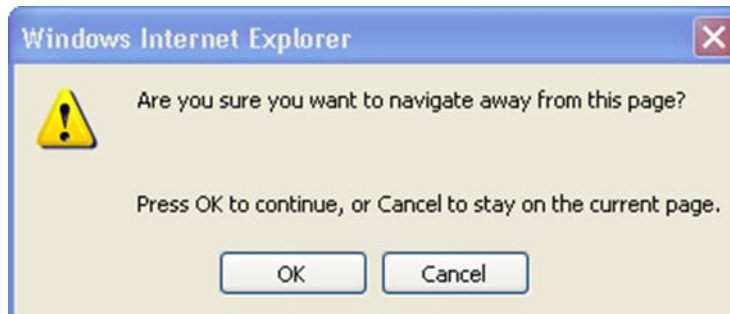 Windows Internet Explorer
Are you sure you want to navigate away from this page?
Press OK to continue, or Cancel to stay on the current page.
OK
Cancel